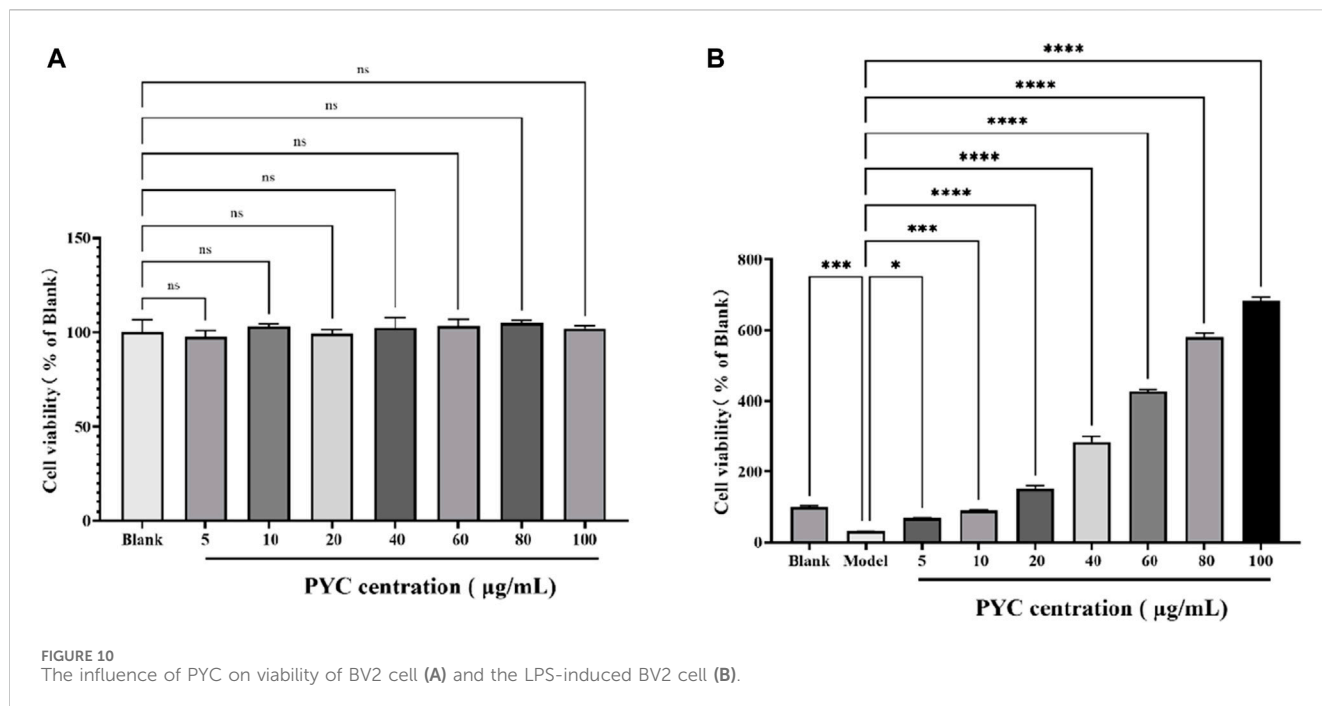 A
ns
ns
ns
ns
ns
ns
ns
150
100
50
0
Cell viability ( % of Blank)
Blank 5 10 20 40 60 80 100
PYC centration ( µg/mL)
B
****
****
****
****
****
***
*** *
800
600
400
200
0
Cell viability ( % of Blank)
Blank Model 5 10 20 40 60 80 100
PYC centration ( µg/mL)
FIGURE 10
The influence of PYC on viability of BV2 cell (A) and the LPS-induced BV2 cell (B).